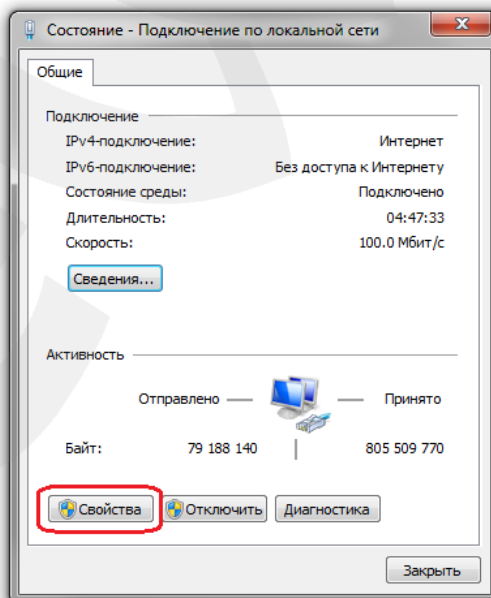 Состояние - Подключение по локальной сети
Общие
Подключение
IPv4-подключение: Интернет
IPv6-подключение: Без доступа к Интернету
Состояние среды: Подключено
Длительность: 04:47:33
Скорость: 100.0 Мбит/с
Сведения...
Активность
Отправлено — Принято
Байт: 79 188 140 805 509 770
Свойства Отключить Диагностика
Закрыть